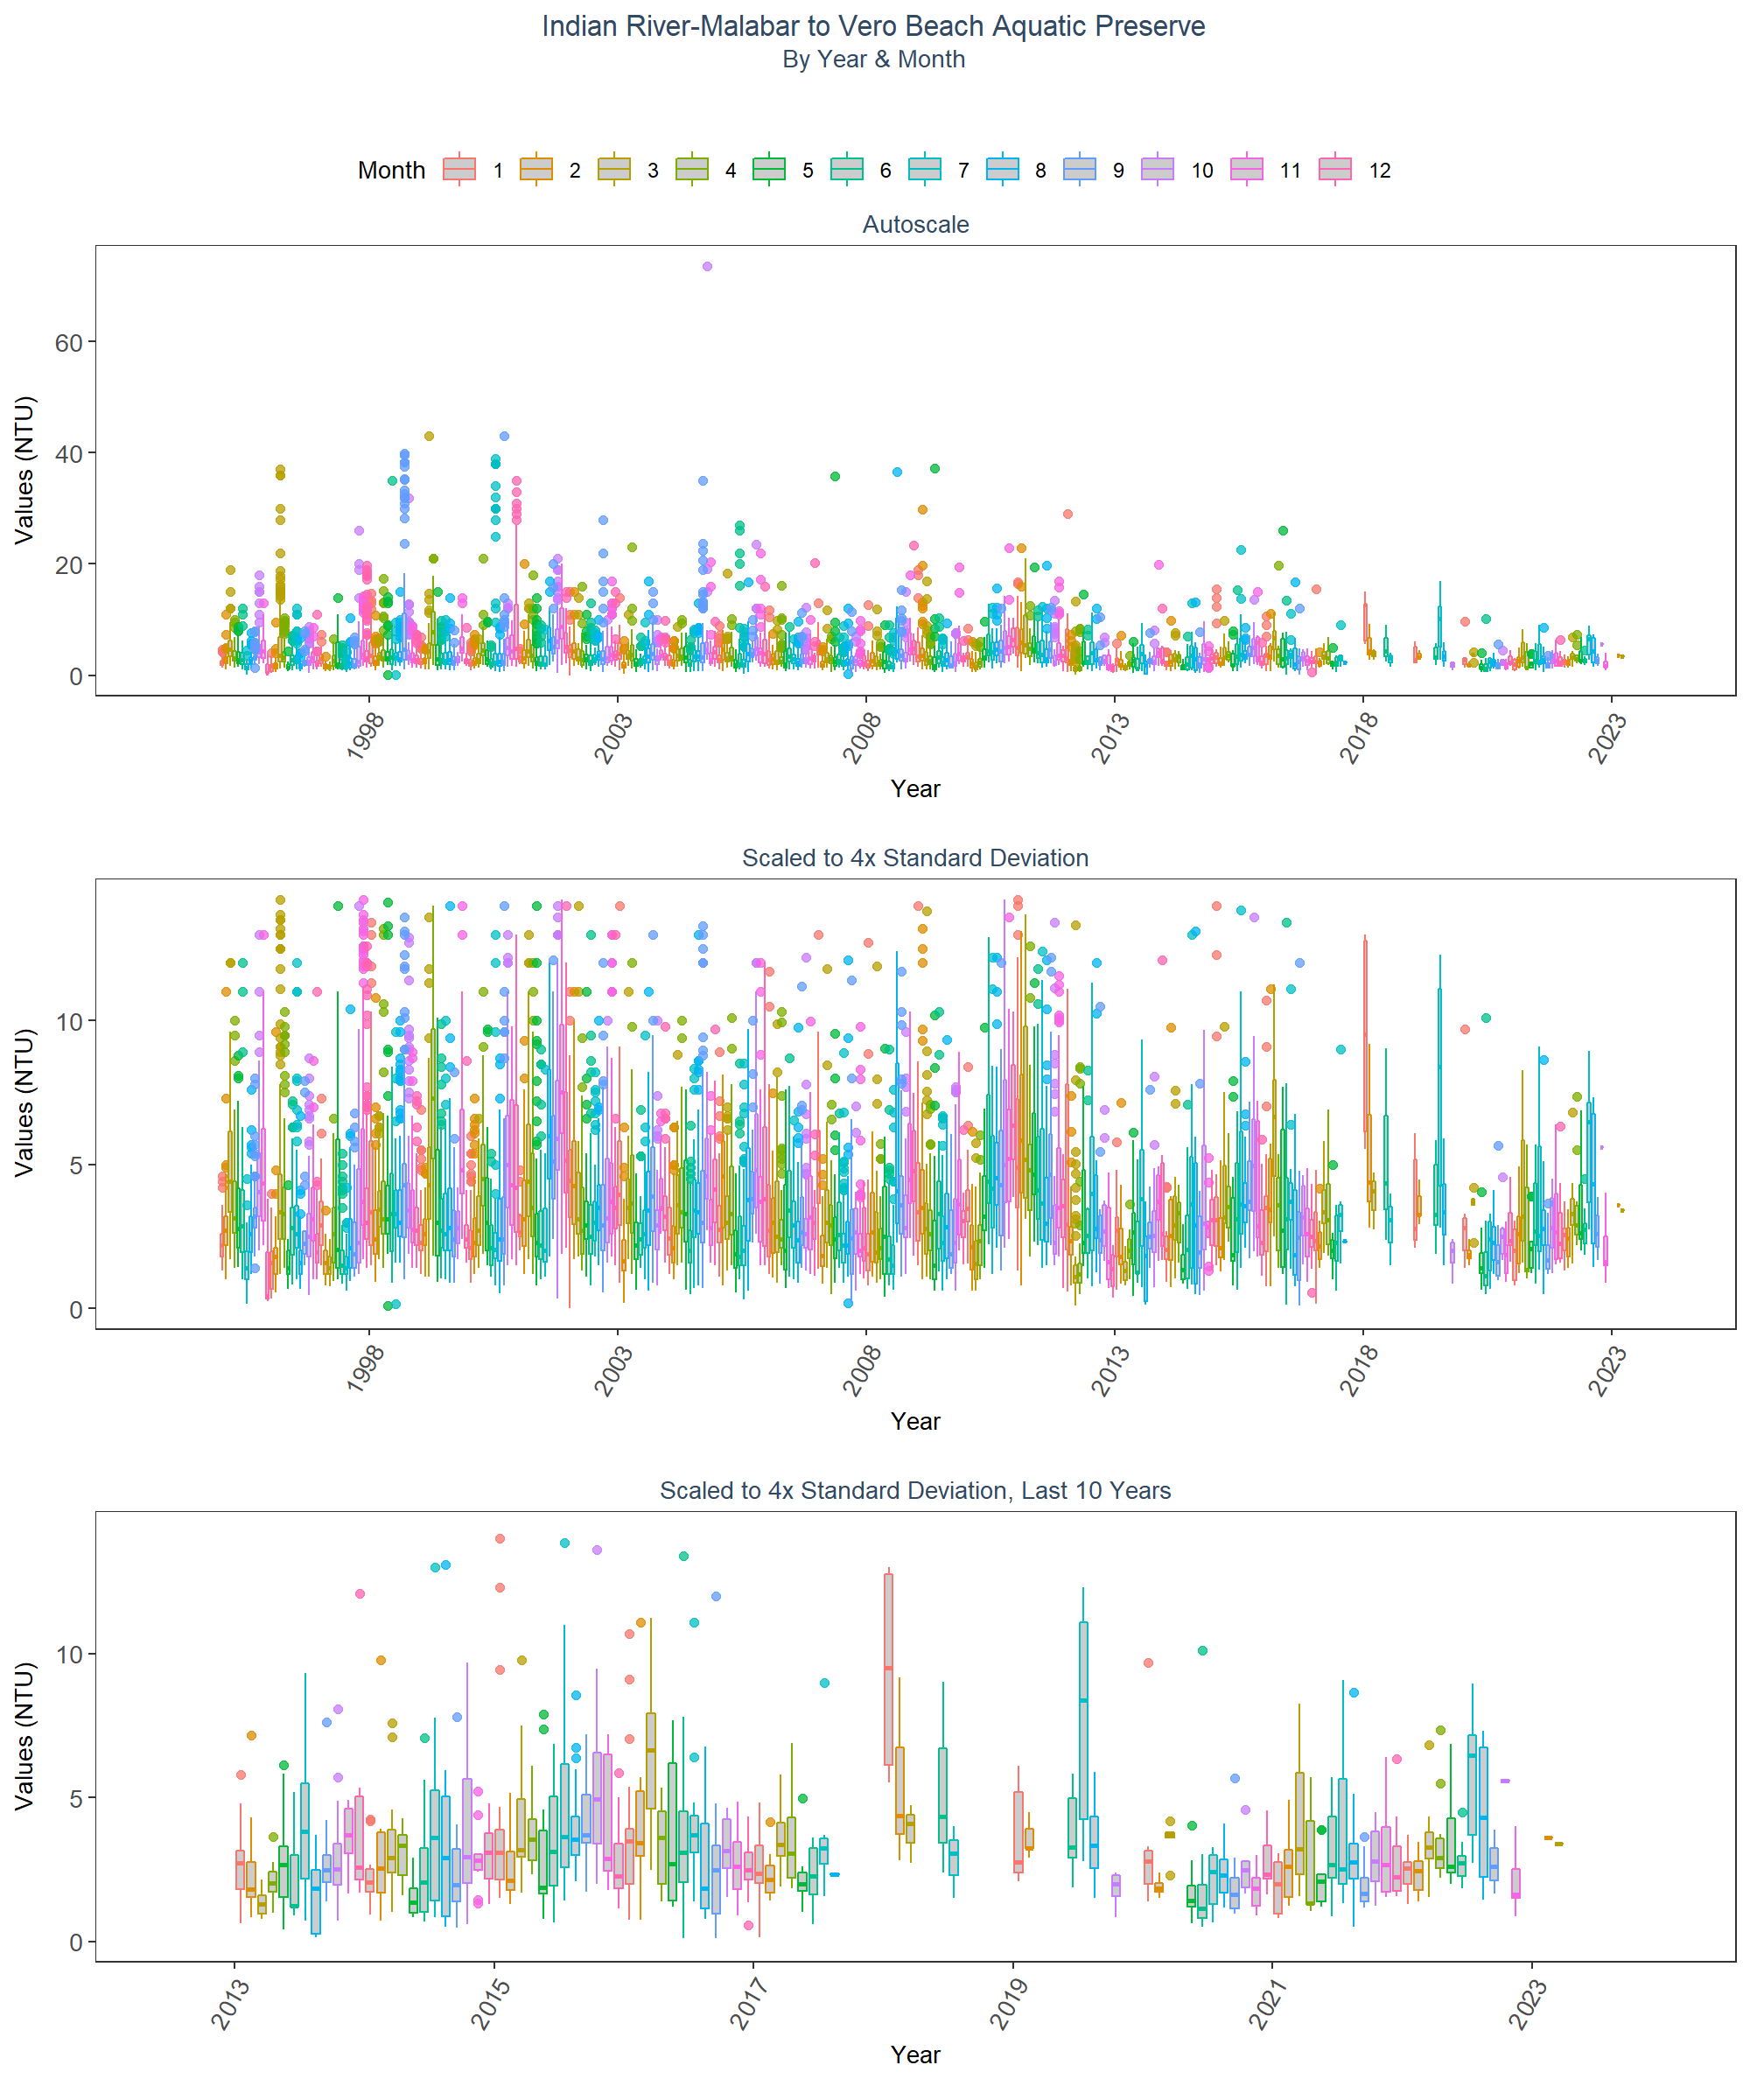 Indian River-Malabar to Vero Beach Aquatic Preserve
By Year & Month
Month 1 2 3 4 5 6 7 8 9 10 11 12
Autoscale
Values (NTU)
60
40
20
0
1998 2003 2008 2013 2018 2023
Year
Scaled to 4x Standard Deviation
Values (NTU)
10
5
0
1998 2003 2008 2013 2018 2023
Year
Scaled to 4x Standard Deviation, Last 10 Years
Values (NTU)
10
5
0
2013 2015 2017 2019 2021 2023
Year